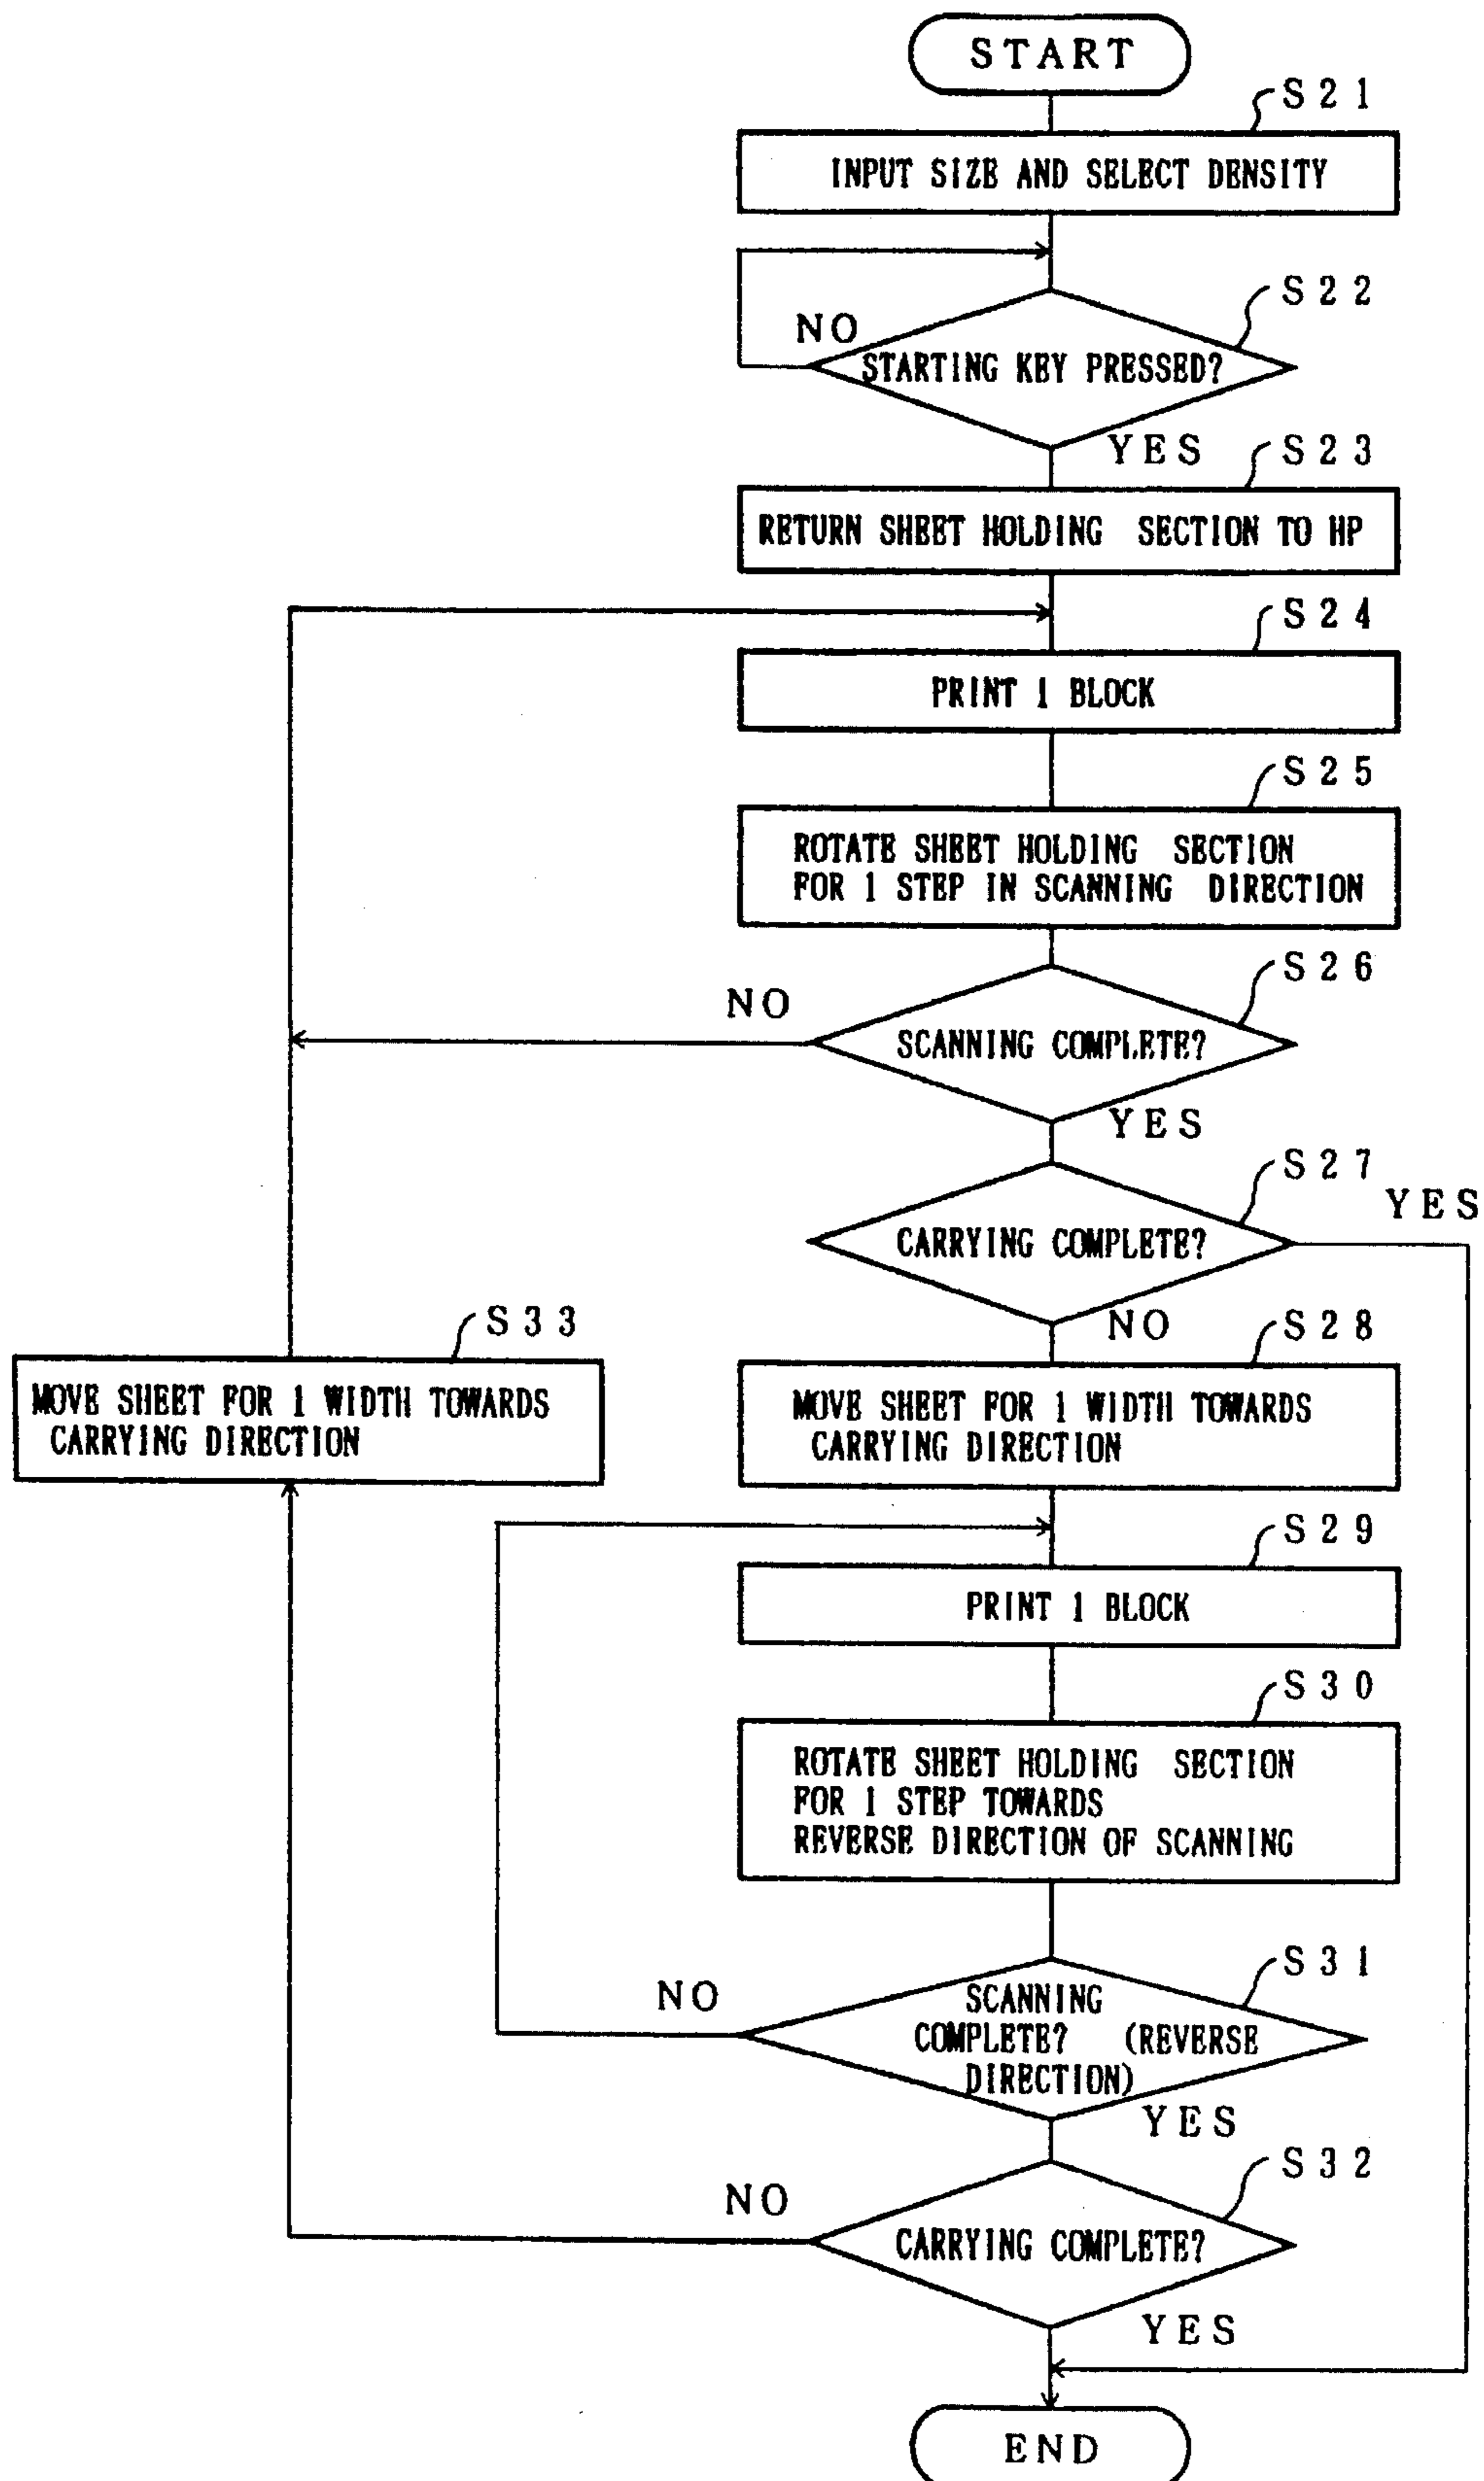 START
S21
INPUT SIZE AND SELECT DENSITY
S22
NO
STARTING KEY PRESSED?
YES
S23
RETURN SHEET HOLDING SECTION TO HP
S24
PRINT 1 BLOCK
S25
ROTATE SHEET HOLDING SECTION
FOR 1 STEP IN SCANNING DIRECTION
S26
NO
SCANNING COMPLETE?
YES
S27
YES
CARRYING COMPLETE?
NO
S33
MOVE SHEET FOR 1 WIDTH TOWARDS
CARRYING DIRECTION
S28
MOVE SHEET FOR 1 WIDTH TOWARDS
CARRYING DIRECTION
S29
PRINT 1 BLOCK
S30
ROTATE SHEET HOLDING SECTION
FOR 1 STEP TOWARDS
REVERSE DIRECTION OF SCANNING
S31
NO
SCANNING
COMPLETE? (REVERSE
DIRECTION)
YES
S32
NO
CARRYING COMPLETE?
YES
END